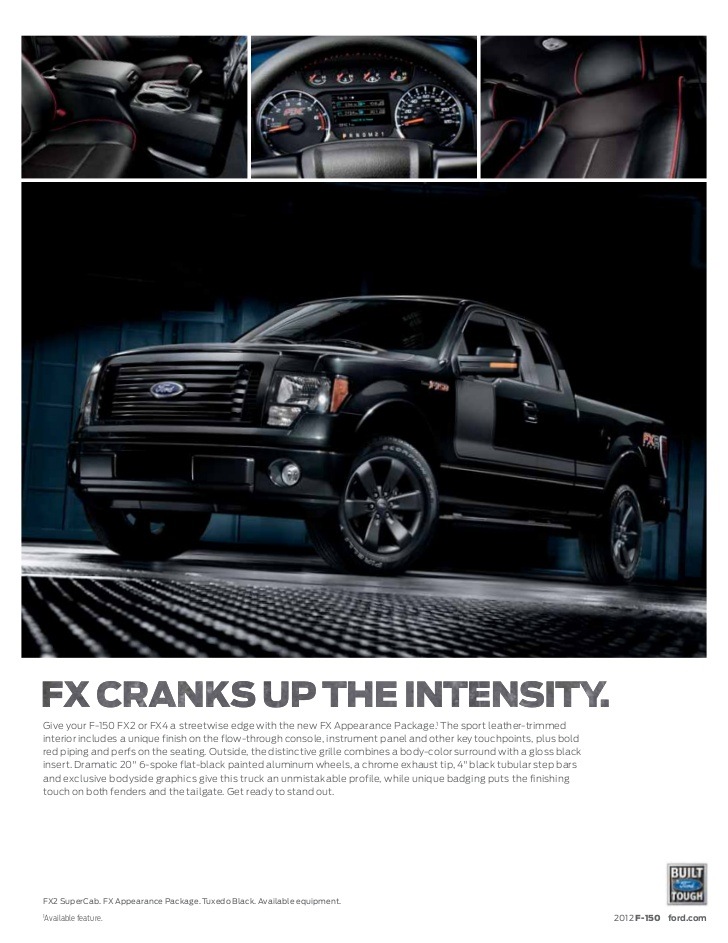 Ford
F-150
FX2
SCORPION
FX CRANKS UP THE INTENSITY.
Give your F-150 FX2 or FX4 a streetwise edge with the new FX Appearance Package.¹ The sport leather-trimmed
interior includes a unique finish on the flow-through console, instrument panel and other key touchpoints, plus bold
red piping and perfs on the seating. Outside, the distinctive grille combines a body-color surround with a gloss black
insert. Dramatic 20" 6-spoke flat-black painted aluminum wheels, a chrome exhaust tip, 4" black tubular step bars
and exclusive bodyside graphics give this truck an unmistakable profile, while unique badging puts the finishing
touch on both fenders and the tailgate. Get ready to stand out.
BUILT
Ford
TOUGH
FX2 SuperCab. FX Appearance Package. Tuxedo Black. Available equipment.
¹Available feature.
2012 F-150 ford.com